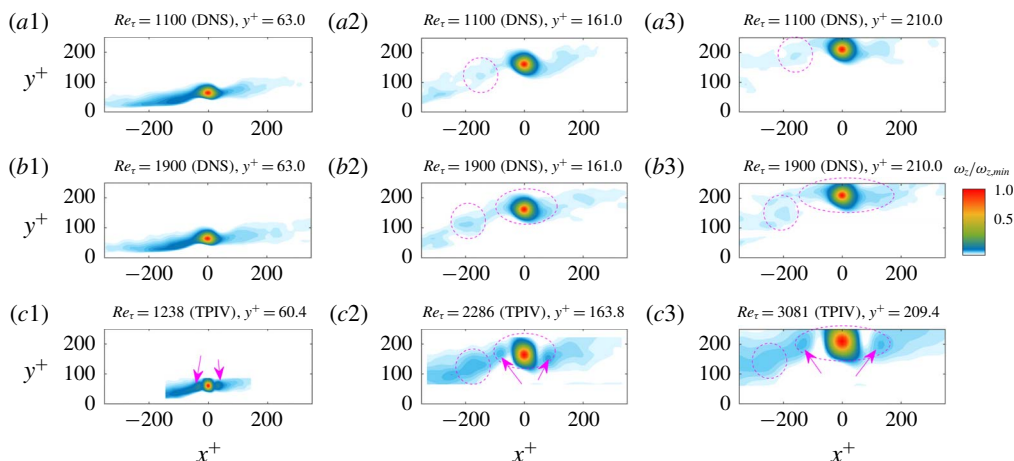 (a1) Reτ = 1100 (DNS), y+ = 63.0 (a2) Reτ = 1100 (DNS), y+ = 161.0 (a3) Reτ = 1100 (DNS), y+ = 210.0
200 200 200
y+ 100 100 100
0 0 0
−200 0 200 −200 0 200 −200 0 200
(b1) Reτ = 1900 (DNS), y+ = 63.0 (b2) Reτ = 1900 (DNS), y+ = 161.0 (b3) Reτ = 1900 (DNS), y+ = 210.0 ωz/ωz,min
200 200 200 1.0
y+ 100 100 100 0.5
0 0 0
−200 0 200 −200 0 200 −200 0 200
(c1) Reτ = 1238 (TPIV), y+ = 60.4 (c2) Reτ = 2286 (TPIV), y+ = 163.8 (c3) Reτ = 3081 (TPIV), y+ = 209.4
200 200 200
y+ 100 100 100
0 0 0
−200 0 200 −200 0 200 −200 0 200
x+ x+ x+